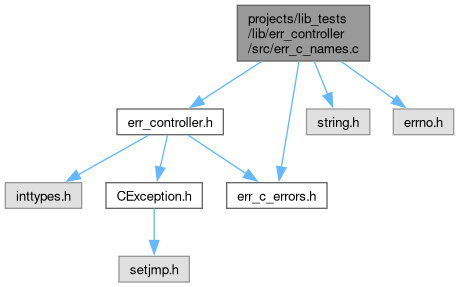 projects/lib_tests
/lib/err_controller
/src/err_c_names.c
err_controller.h
string.h
errno.h
inttypes.h
CException.h
err_c_errors.h
setjmp.h